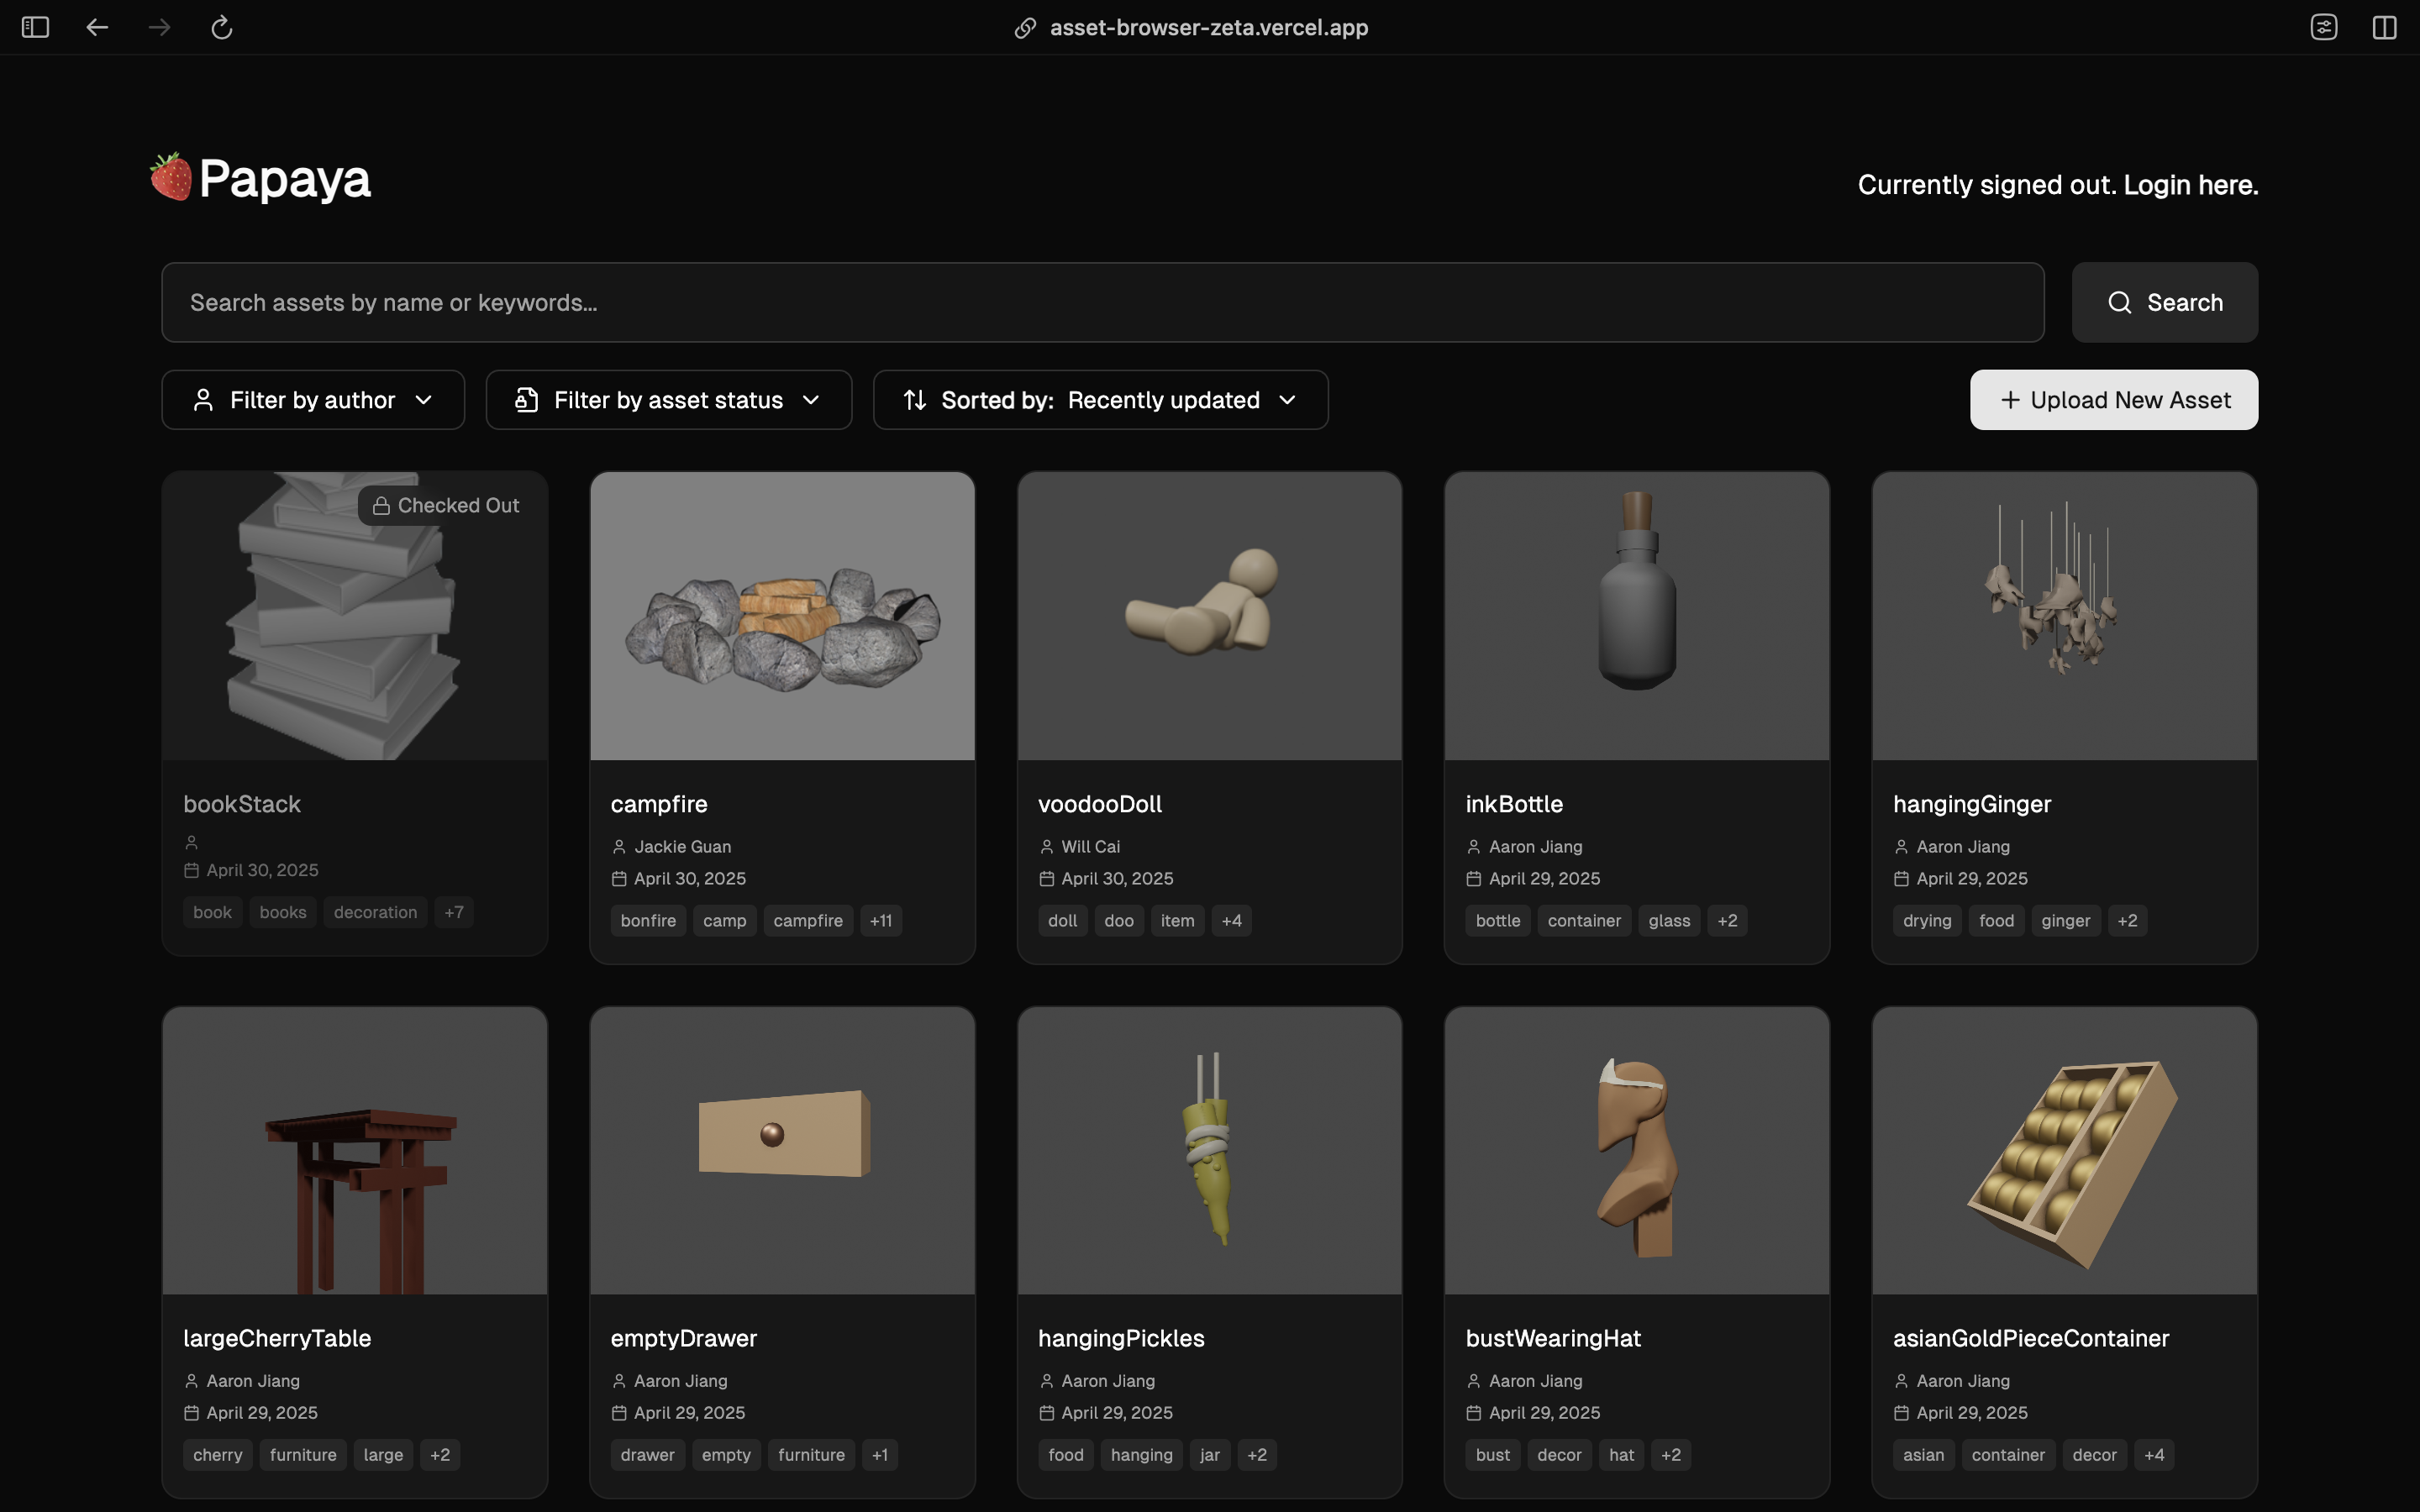 asset-browser-zeta.vercel.app
Papaya
Currently signed out. Login here.
Search assets by name or keywords...
Search
Filter by author
Filter by asset status
Sorted by: Recently updated
+ Upload New Asset
Checked Out
bookStack
April 30, 2025
book books decoration +7
campfire
Jackie Guan
April 30, 2025
bonfire camp campfire +11
voodooDoll
Will Cai
April 30, 2025
doll doo item +4
inkBottle
Aaron Jiang
April 29, 2025
bottle container glass +2
hangingGinger
Aaron Jiang
April 29, 2025
drying food ginger +2
largeCherryTable
Aaron Jiang
April 29, 2025
cherry furniture large +2
emptyDrawer
Aaron Jiang
April 29, 2025
drawer empty furniture +1
hangingPickles
Aaron Jiang
April 29, 2025
food hanging jar +2
bustWearingHat
Aaron Jiang
April 29, 2025
bust decor hat +2
asianGoldPieceContainer
Aaron Jiang
April 29, 2025
asian container decor +4